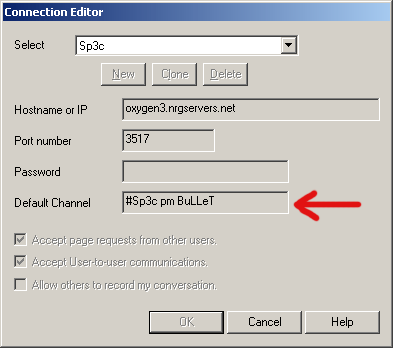 Connection Editor
Select Sp3c
New Clone Delete
Hostname or IP oxygen3.nrgservers.net
Port number 3517
Password
Default Channel #Sp3c pm BuLLeT
Accept page requests from other users.
Accept User-to-user communications.
Allow others to record my conversation.
OK Cancel Help